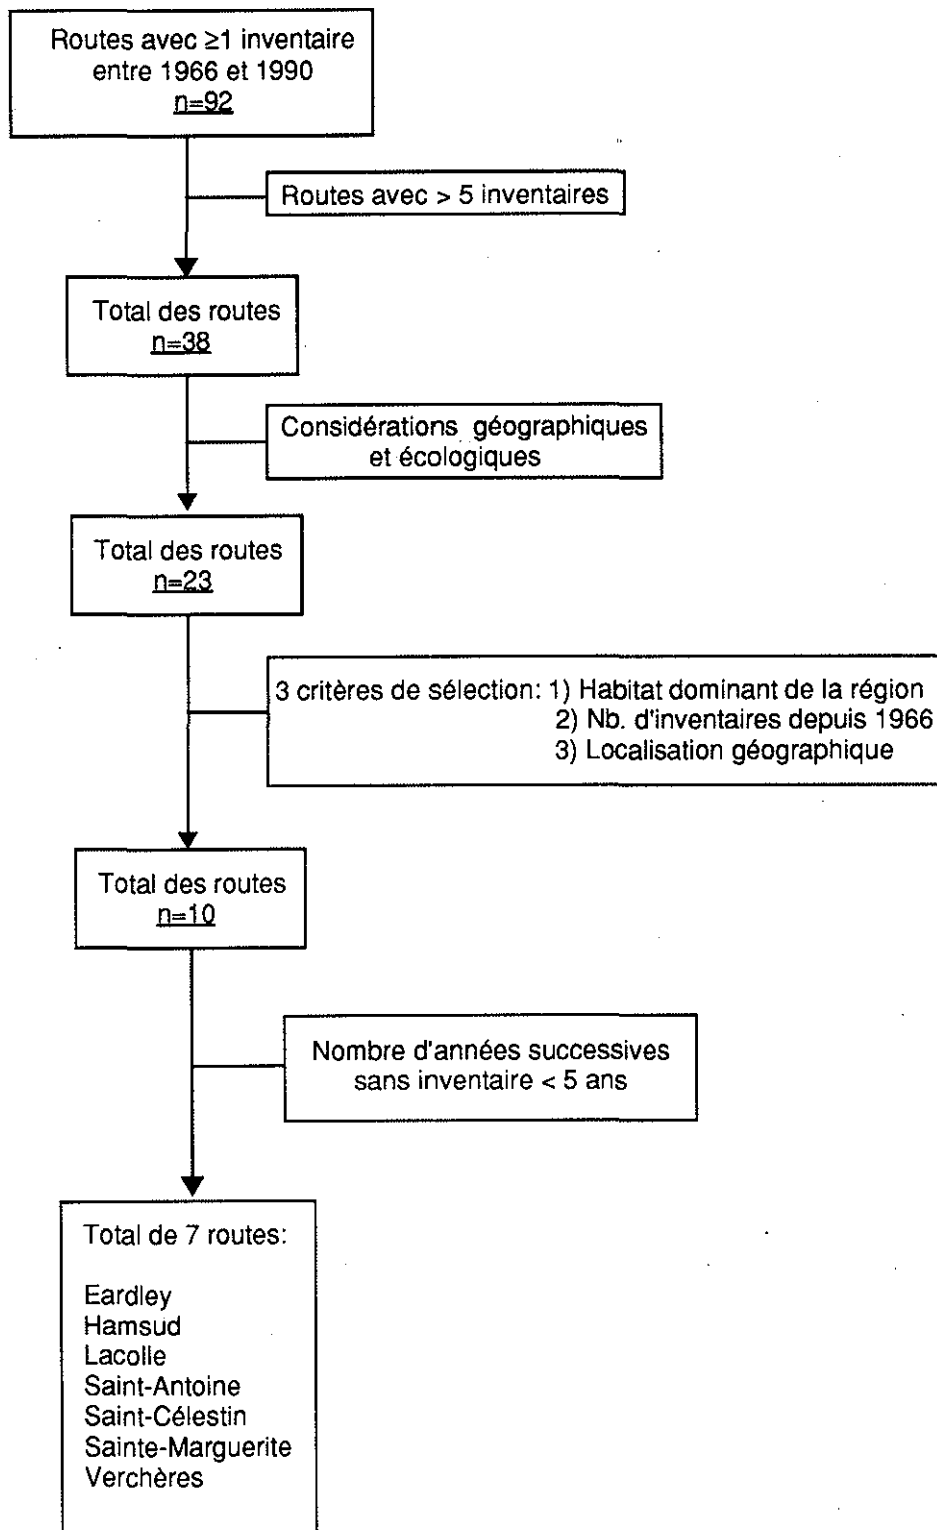 Routes avec ≥1 inventaire
entre 1966 et 1990
n=92
Routes avec > 5 inventaires
Total des routes
n=38
Considérations géographiques
et écologiques
Total des routes
n=23
3 critères de sélection: 1) Habitat dominant de la région
2) Nb. d'inventaires depuis 1966
3) Localisation géographique
Total des routes
n=10
Nombre d'années successives
sans inventaire < 5 ans
Total de 7 routes:
Eardley
Hamsud
Lacolle
Saint-Antoine
Saint-Célestin
Sainte-Marguerite
Verchères